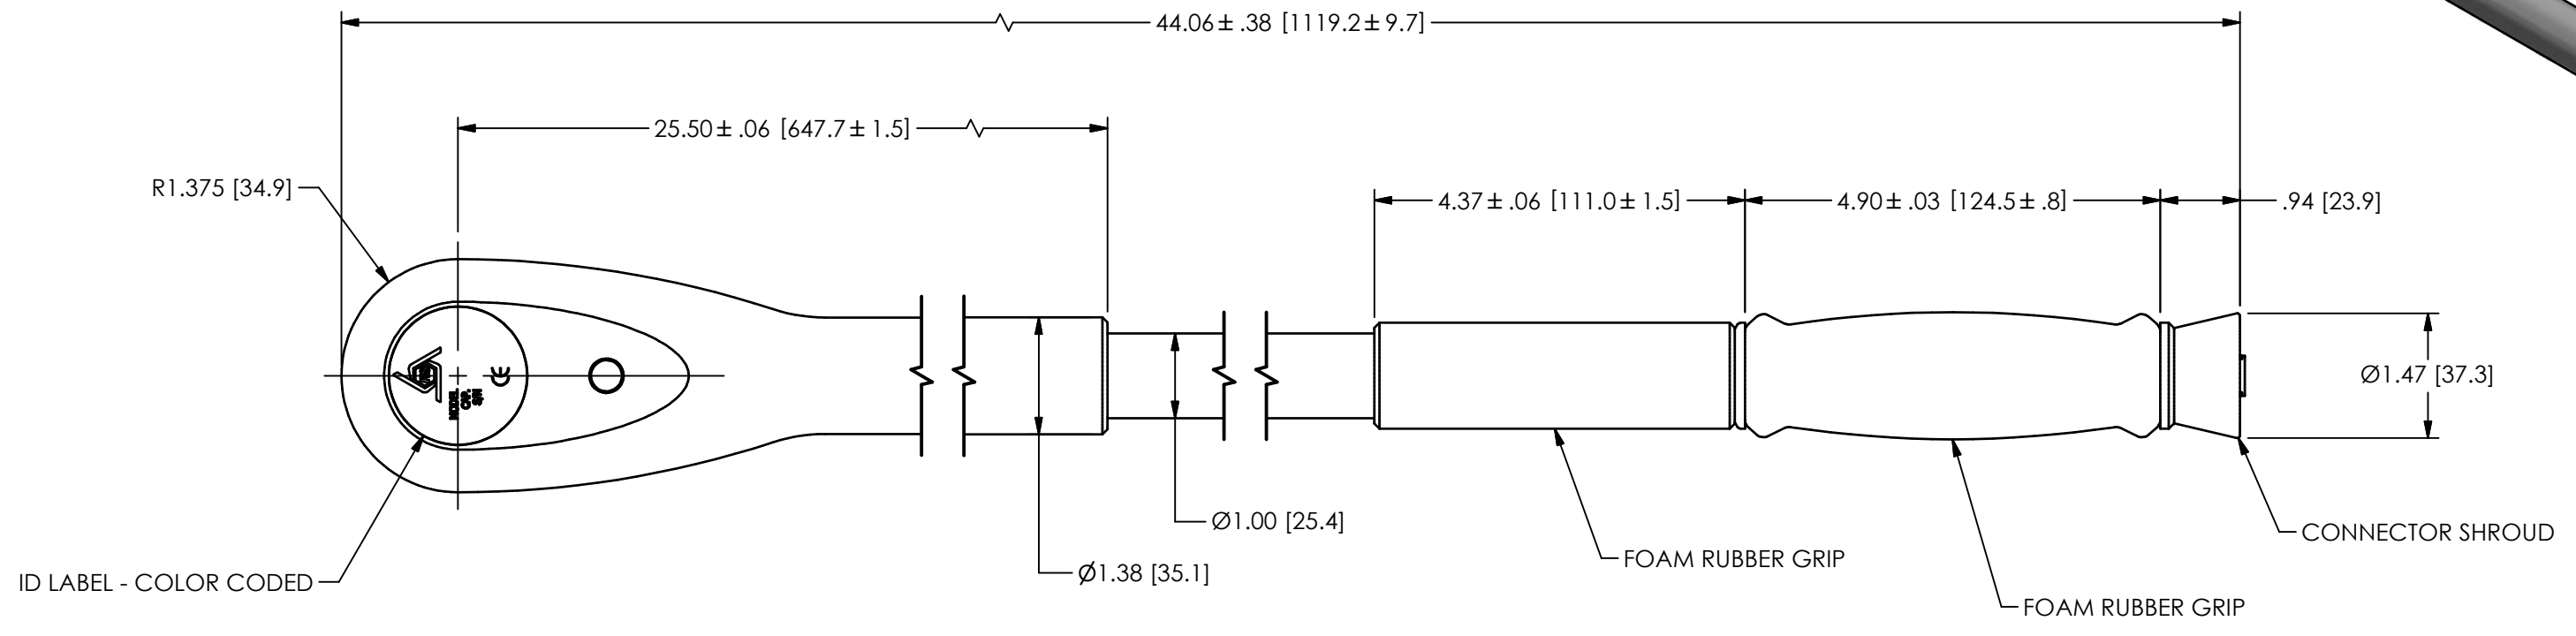 44.06± .38 [1119.2± 9.7]
25.50± .06 [647.7± 1.5]
R1.375 [34.9]
4.37± .06 [111.0± 1.5]
4.90± .03 [124.5± .8]
.94 [23.9]
Ø1.47 [37.3]
MODEL
CAP.
S/N
CE
Ø1.00 [25.4]
CONNECTOR SHROUD
FOAM RUBBER GRIP
Ø1.38 [35.1]
ID LABEL - COLOR CODED
FOAM RUBBER GRIP